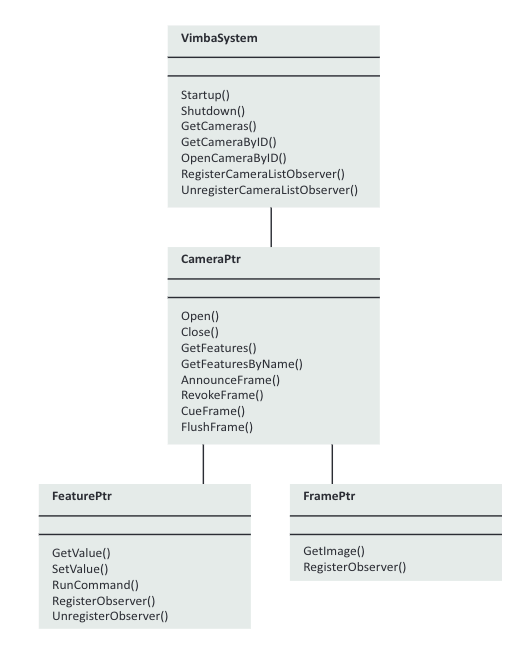 VimbaSystem
Startup()
Shutdown()
GetCameras()
GetCameraByID()
OpenCameraByID()
RegisterCameraListObserver()
UnregisterCameraListObserver()
CameraPtr
Open()
Close()
GetFeatures()
GetFeaturesByName()
AnnounceFrame()
RevokeFrame()
CueFrame()
FlushFrame()
FeaturePtr
GetValue()
SetValue()
RunCommand()
RegisterObserver()
UnregisterObserver()
FramePtr
GetImage()
RegisterObserver()